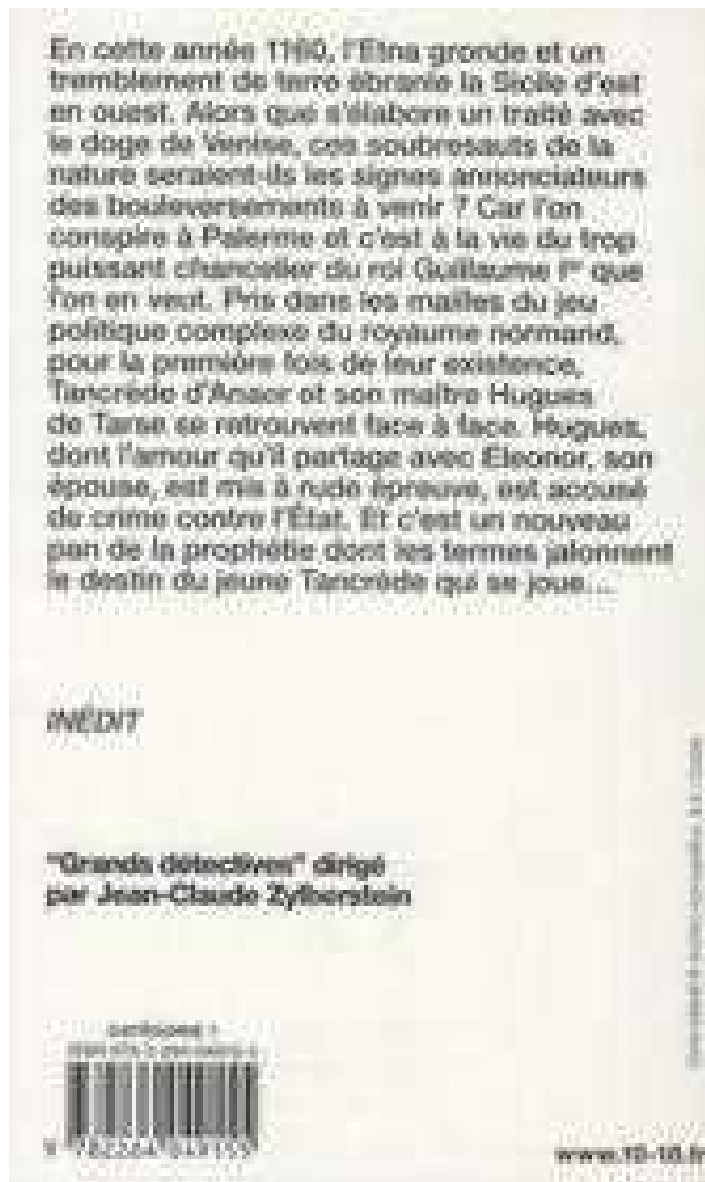 En cette année 1160, l'Etna gronde et un
tremblement de terre ébranle la Sicile d'est
en ouest. Alors que s'élabore un traité avec
le doge de Venise, ces soubresauts de la
nature seraient-ils les signes annonciateurs
des bouleversements à venir ? Car l'on
conspire à Palerme et c'est à la vie du trop
puissant chancelier du roi Guillaume Iᵉʳ que
l'on en veut. Pris dans les mailles du jeu
politique complexe du royaume normand,
pour la première fois de leur existence,
Tancrède d'Anaor et son maître Hugues
de Tarse se retrouvent face à face. Hugues,
dont l'amour qu'il partage avec Eleonor, son
épouse, est mis à rude épreuve, est accusé
de crime contre l'État. Et c'est un nouveau
pan de la prophétie dont les termes jalonnent
le destin du jeune Tancrède qui se joue...
INÉDIT
"Grands détectives" dirigé
par Jean-Claude Zylberstein
www.10-18.fr